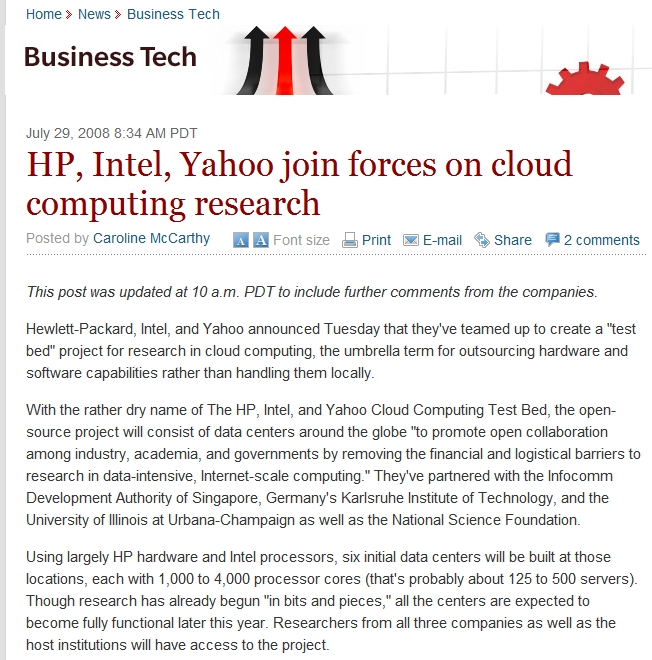 Home > News > Business Tech
Business Tech
July 29, 2008 8:34 AM PDT
HP, Intel, Yahoo join forces on cloud
computing research
Posted by Caroline McCarthy A A Font size Print E-mail Share 2 comments
This post was updated at 10 a.m. PDT to include further comments from the companies.
Hewlett-Packard, Intel, and Yahoo announced Tuesday that they've teamed up to create a "test
bed" project for research in cloud computing, the umbrella term for outsourcing hardware and
software capabilities rather than handling them locally.
With the rather dry name of The HP, Intel, and Yahoo Cloud Computing Test Bed, the open-
source project will consist of data centers around the globe "to promote open collaboration
among industry, academia, and governments by removing the financial and logistical barriers to
research in data-intensive, Internet-scale computing." They've partnered with the Infocomm
Development Authority of Singapore, Germany's Karlsruhe Institute of Technology, and the
University of Illinois at Urbana-Champaign as well as the National Science Foundation.
Using largely HP hardware and Intel processors, six initial data centers will be built at those
locations, each with 1,000 to 4,000 processor cores (that's probably about 125 to 500 servers).
Though research has already begun "in bits and pieces," all the centers are expected to
become fully functional later this year. Researchers from all three companies as well as the
host institutions will have access to the project.